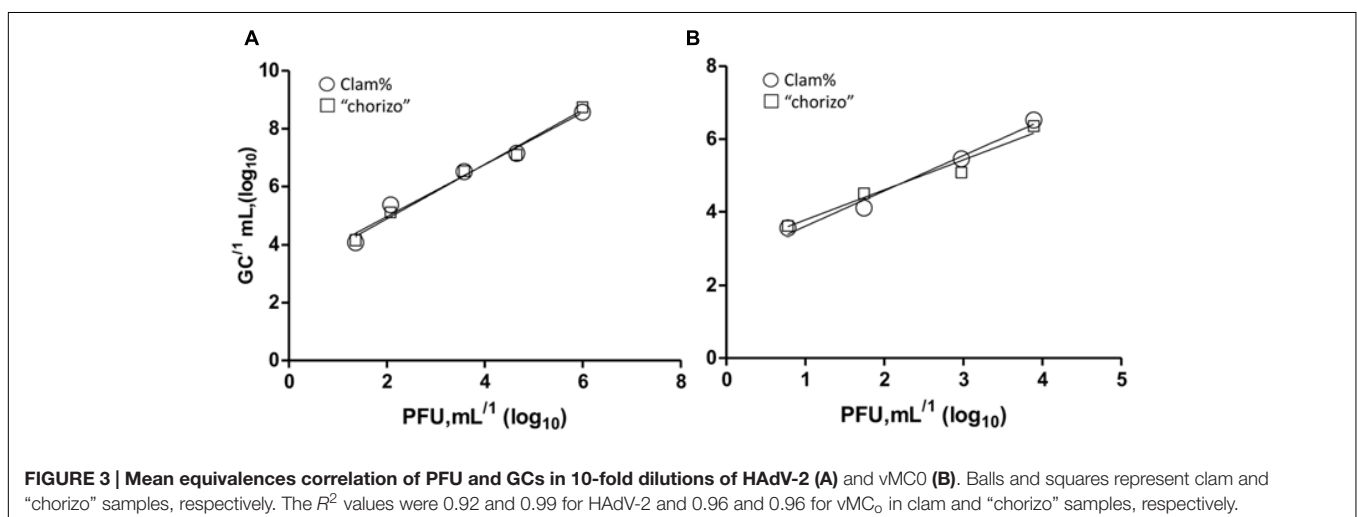 A
B
10
8
6
4
2
0
GC/1 mL,(log10)
Clam%
"chorizo"
0
2
4
6
8
PFU,mL/1 (log10)
8
6
4
2
0
Clam%
"chorizo"
0
1
2
3
4
5
PFU,mL/1 (log10)
FIGURE 3 | Mean equivalences correlation of PFU and GCs in 10-fold dilutions of HAdV-2 (A) and vMC0 (B). Balls and squares represent clam and
"chorizo" samples, respectively. The R² values were 0.92 and 0.99 for HAdV-2 and 0.96 and 0.96 for vMCo in clam and "chorizo" samples, respectively.